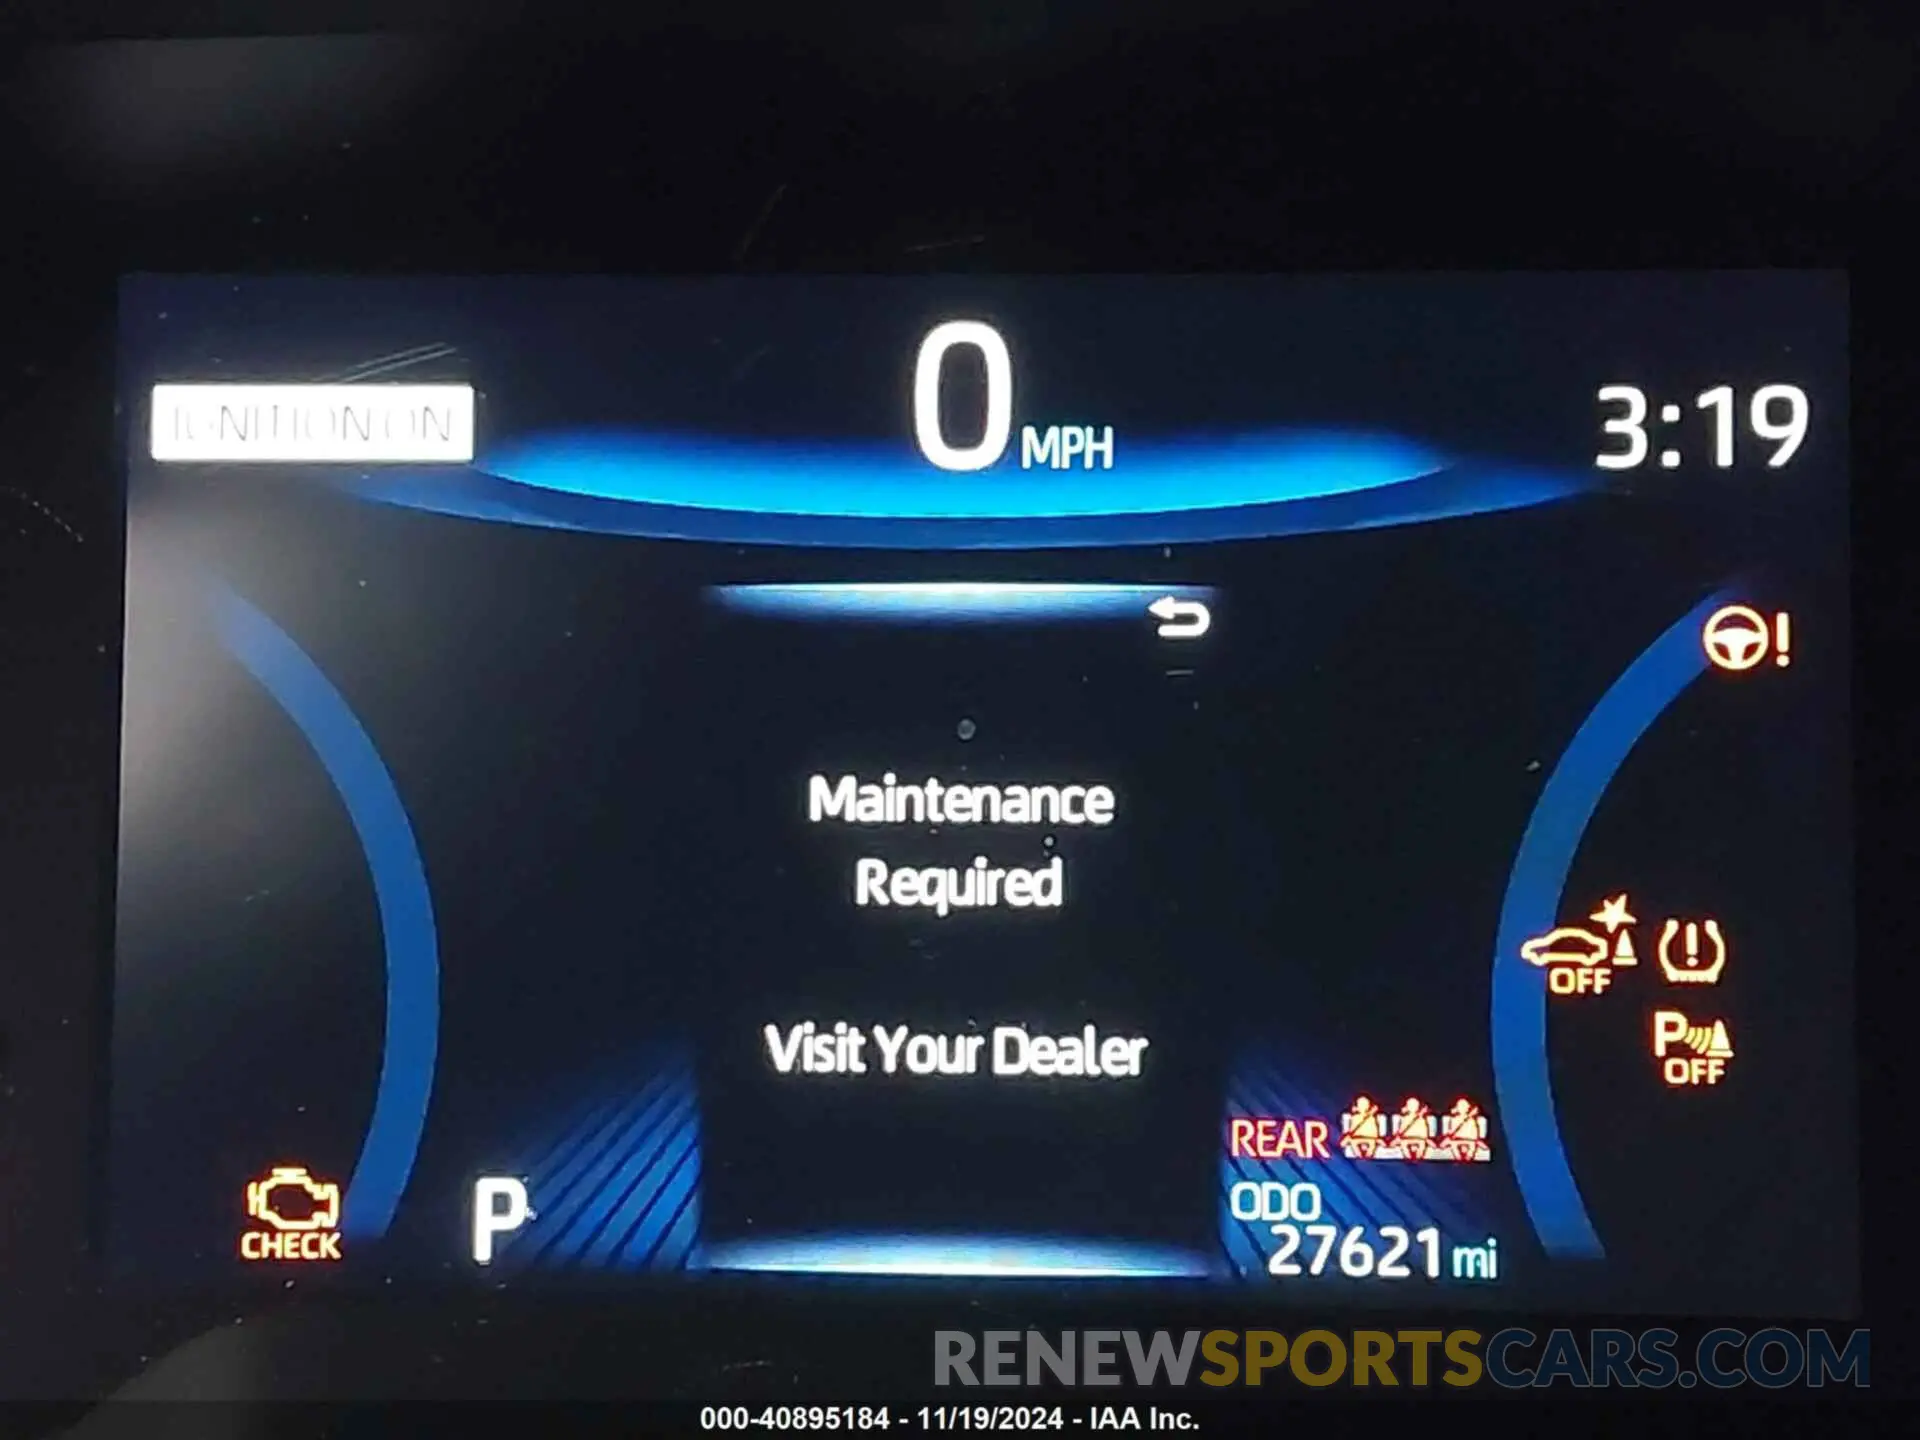 0 MPH
IGNITION ON
3:19
Maintenance
Required
Visit Your Dealer
OFF
P
OFF
REAR
ODO
27621 mi
CHECK
P
RENEWSPORTSCARS.COM
000-40895184 - 11/19/2024 - IAA Inc.